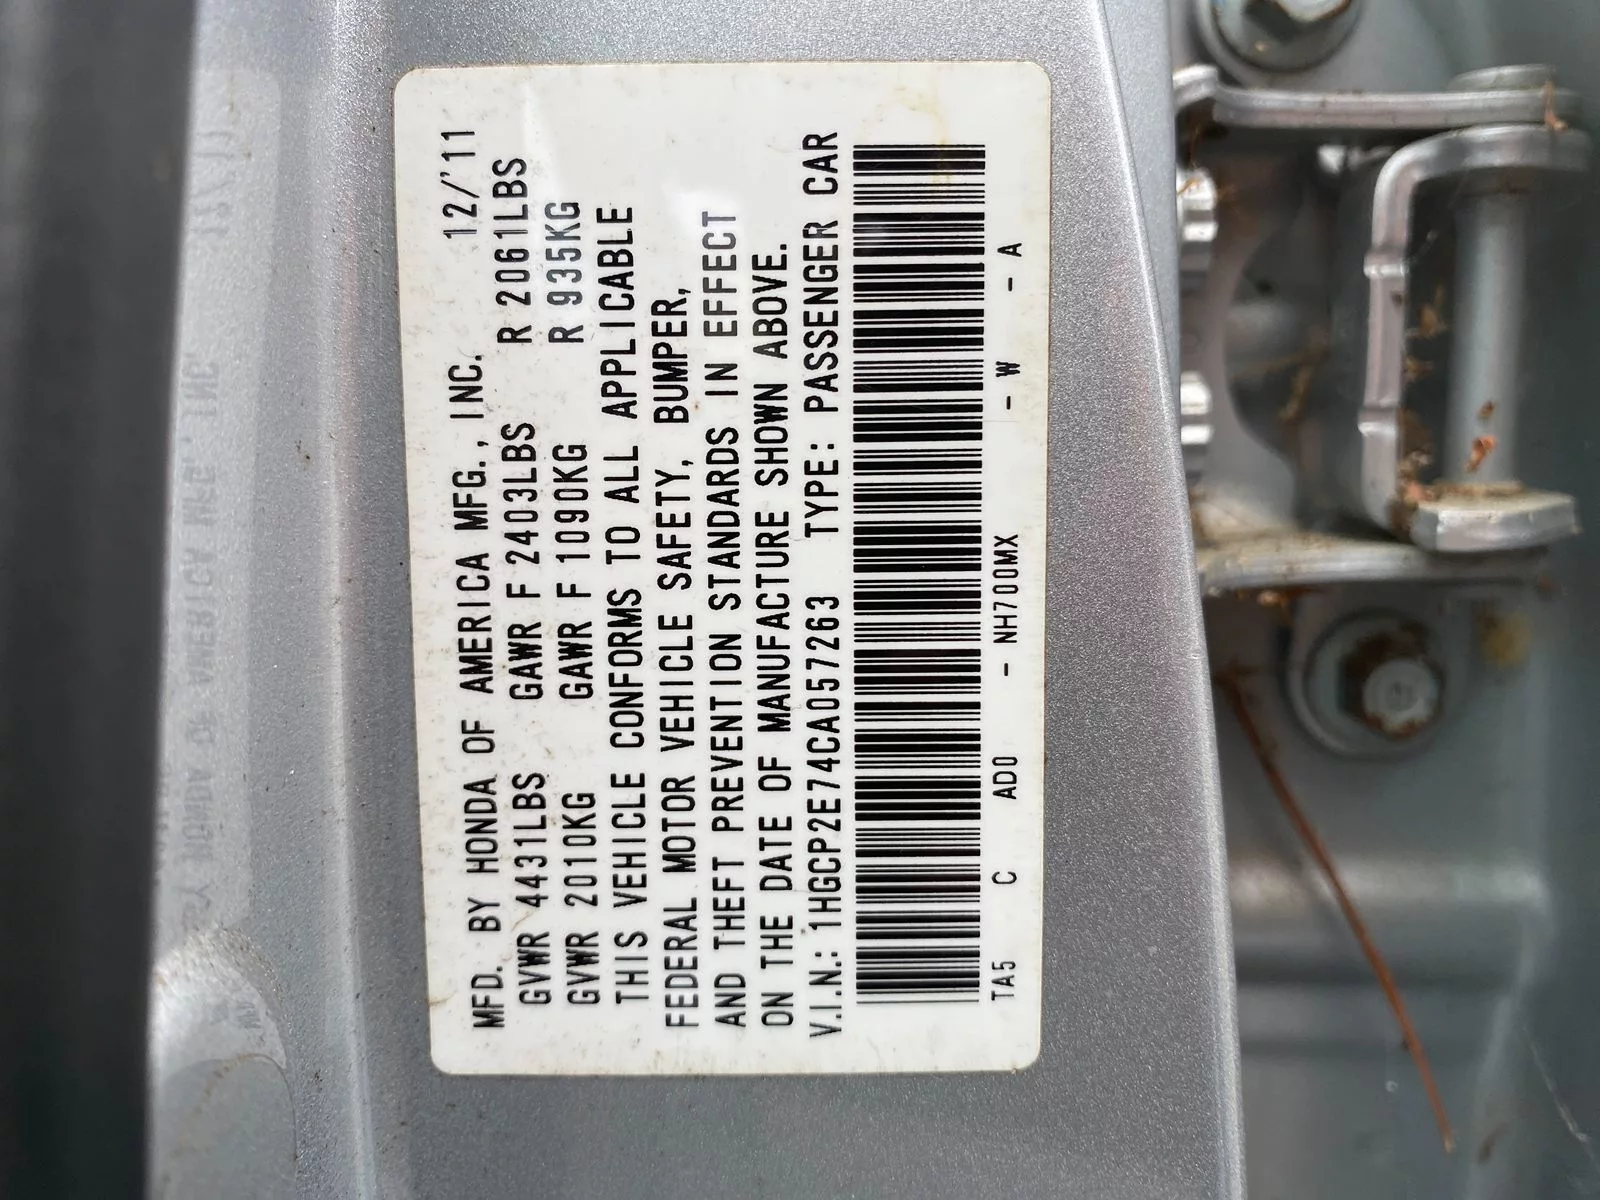 MFD. BY HONDA OF AMERICA MFG., INC. 12/'11
GVWR 4431LBS GAWR F 2403LBS R 2061LBS
GVWR 2010KG GAWR F 1090KG R 935KG
THIS VEHICLE CONFORMS TO ALL APPLICABLE
FEDERAL MOTOR VEHICLE SAFETY, BUMPER,
AND THEFT PREVENTION STANDARDS IN EFFECT
ON THE DATE OF MANUFACTURE SHOWN ABOVE.
V.I.N.: 1HGCP2E74CA057263 TYPE: PASSENGER CAR
TA5 C AD0 - NH700MX - W - A